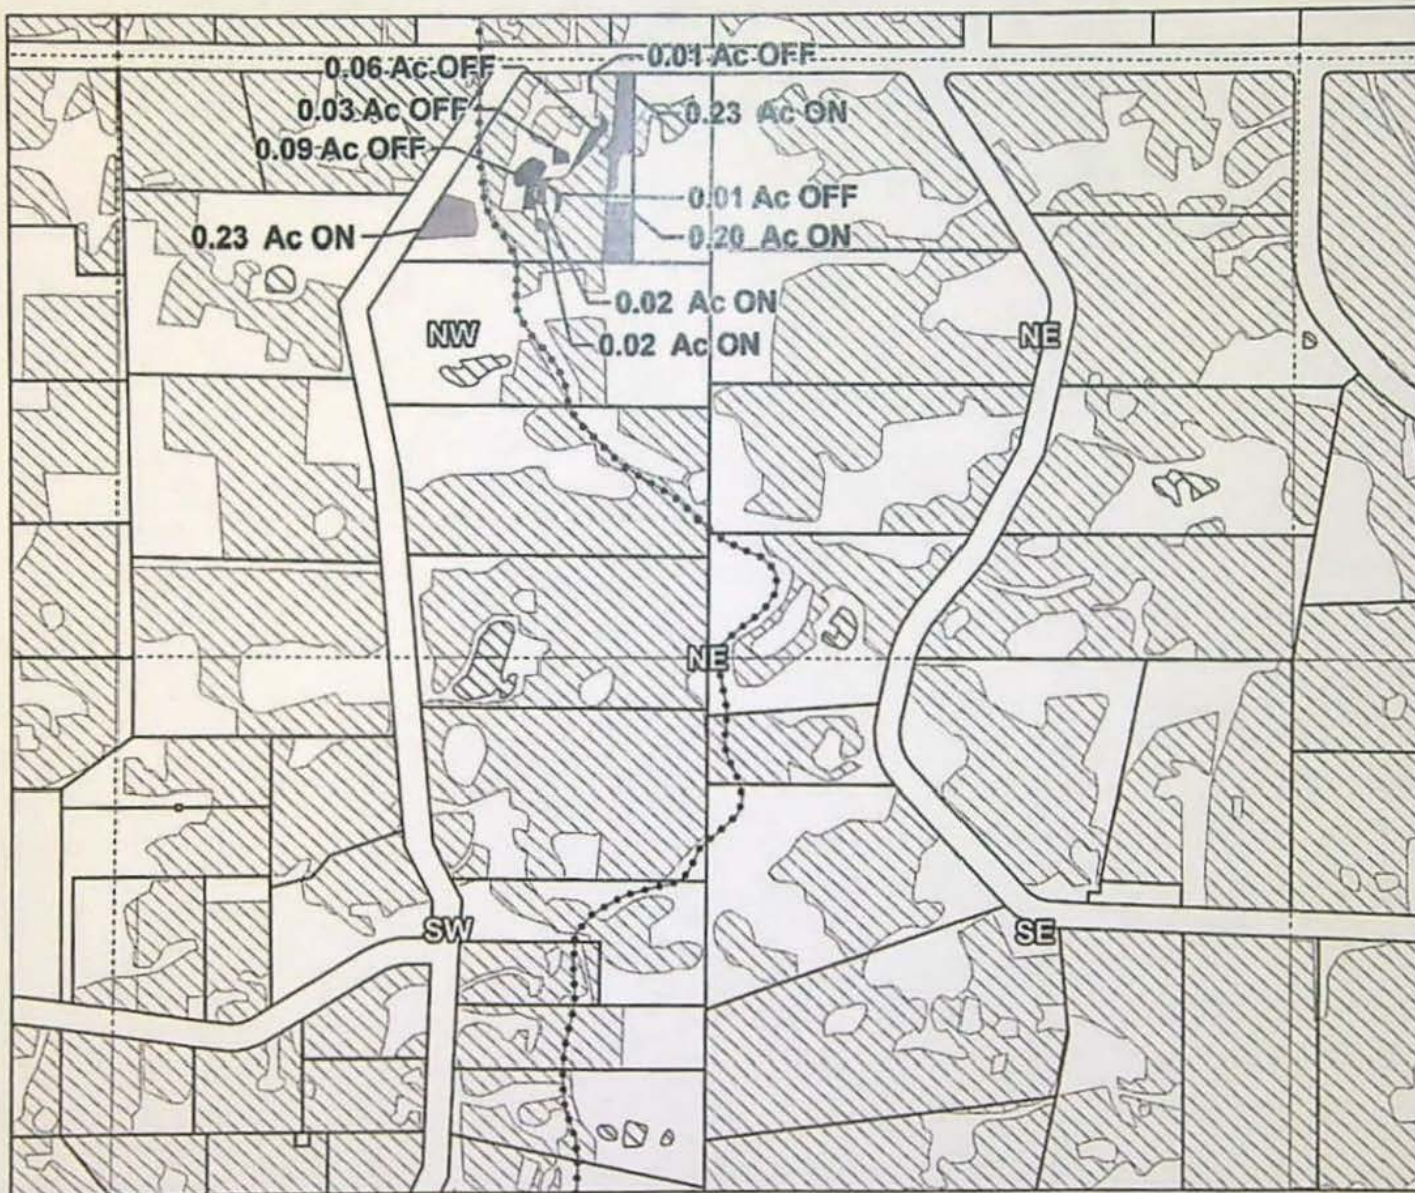 0.06 Ac OFF
0.01 Ac OFF
0.03 Ac OFF
0.23 Ac ON
0.09 Ac OFF
0.01 Ac OFF
0.23 Ac ON
0.20 Ac ON
0.02 Ac ON
NW
NE
0.02 Ac ON
NE
SW
SE